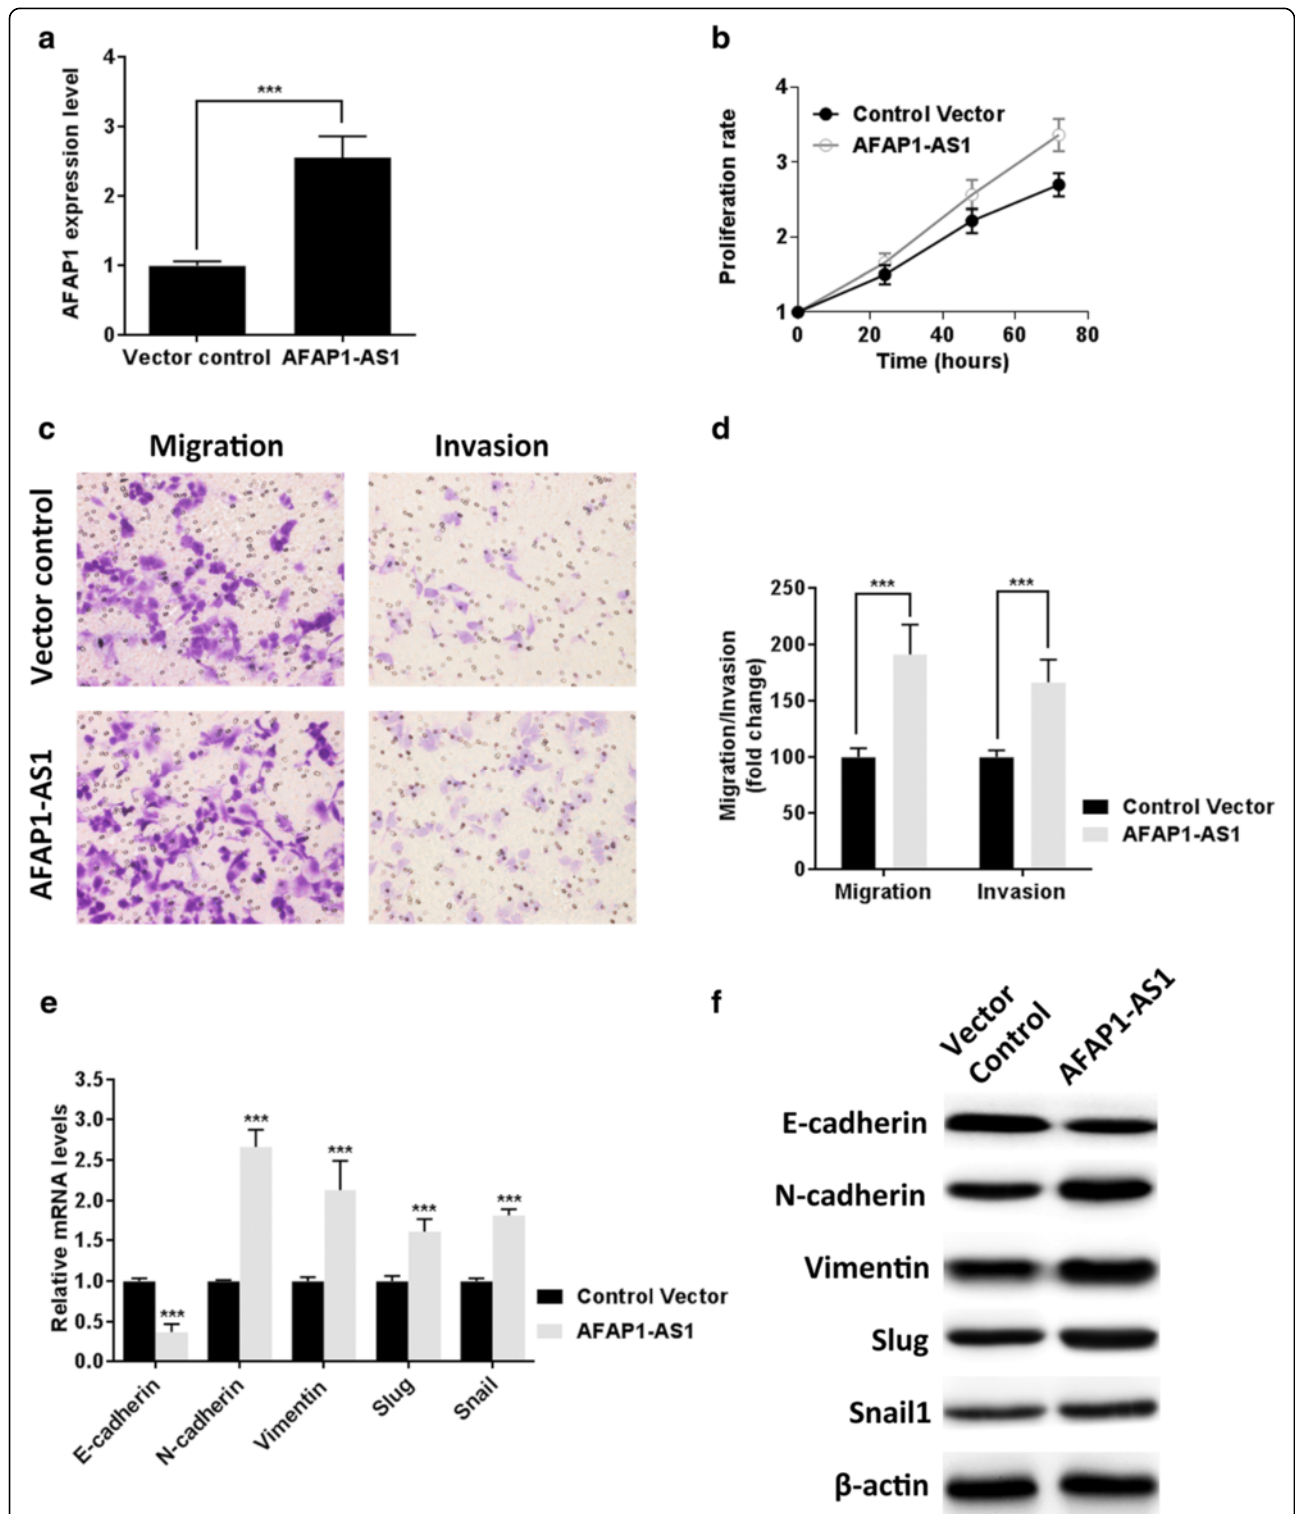 a
AFAP1 expression level
4
3
2
1
0
***
Vector control
AFAP1-AS1
b
Proliferation rate
4
3
2
1
Control Vector
AFAP1-AS1
0
20
40
60
80
Time (hours)
c
Migration
Invasion
Vector control
AFAP1-AS1
d
Migration/Invasion
(fold change)
250
200
150
100
50
0
***
***
Migration
Invasion
Control Vector
AFAP1-AS1
e
Relative mRNA levels
3.5
3.0
2.5
2.0
1.5
1.0
0.5
0.0
***
***
***
***
***
E-cadherin
N-cadherin
Vimentin
Slug
Snail
Control Vector
AFAP1-AS1
f
Vector
Control
AFAP1-AS1
E-cadherin
N-cadherin
Vimentin
Slug
Snail1
β-actin